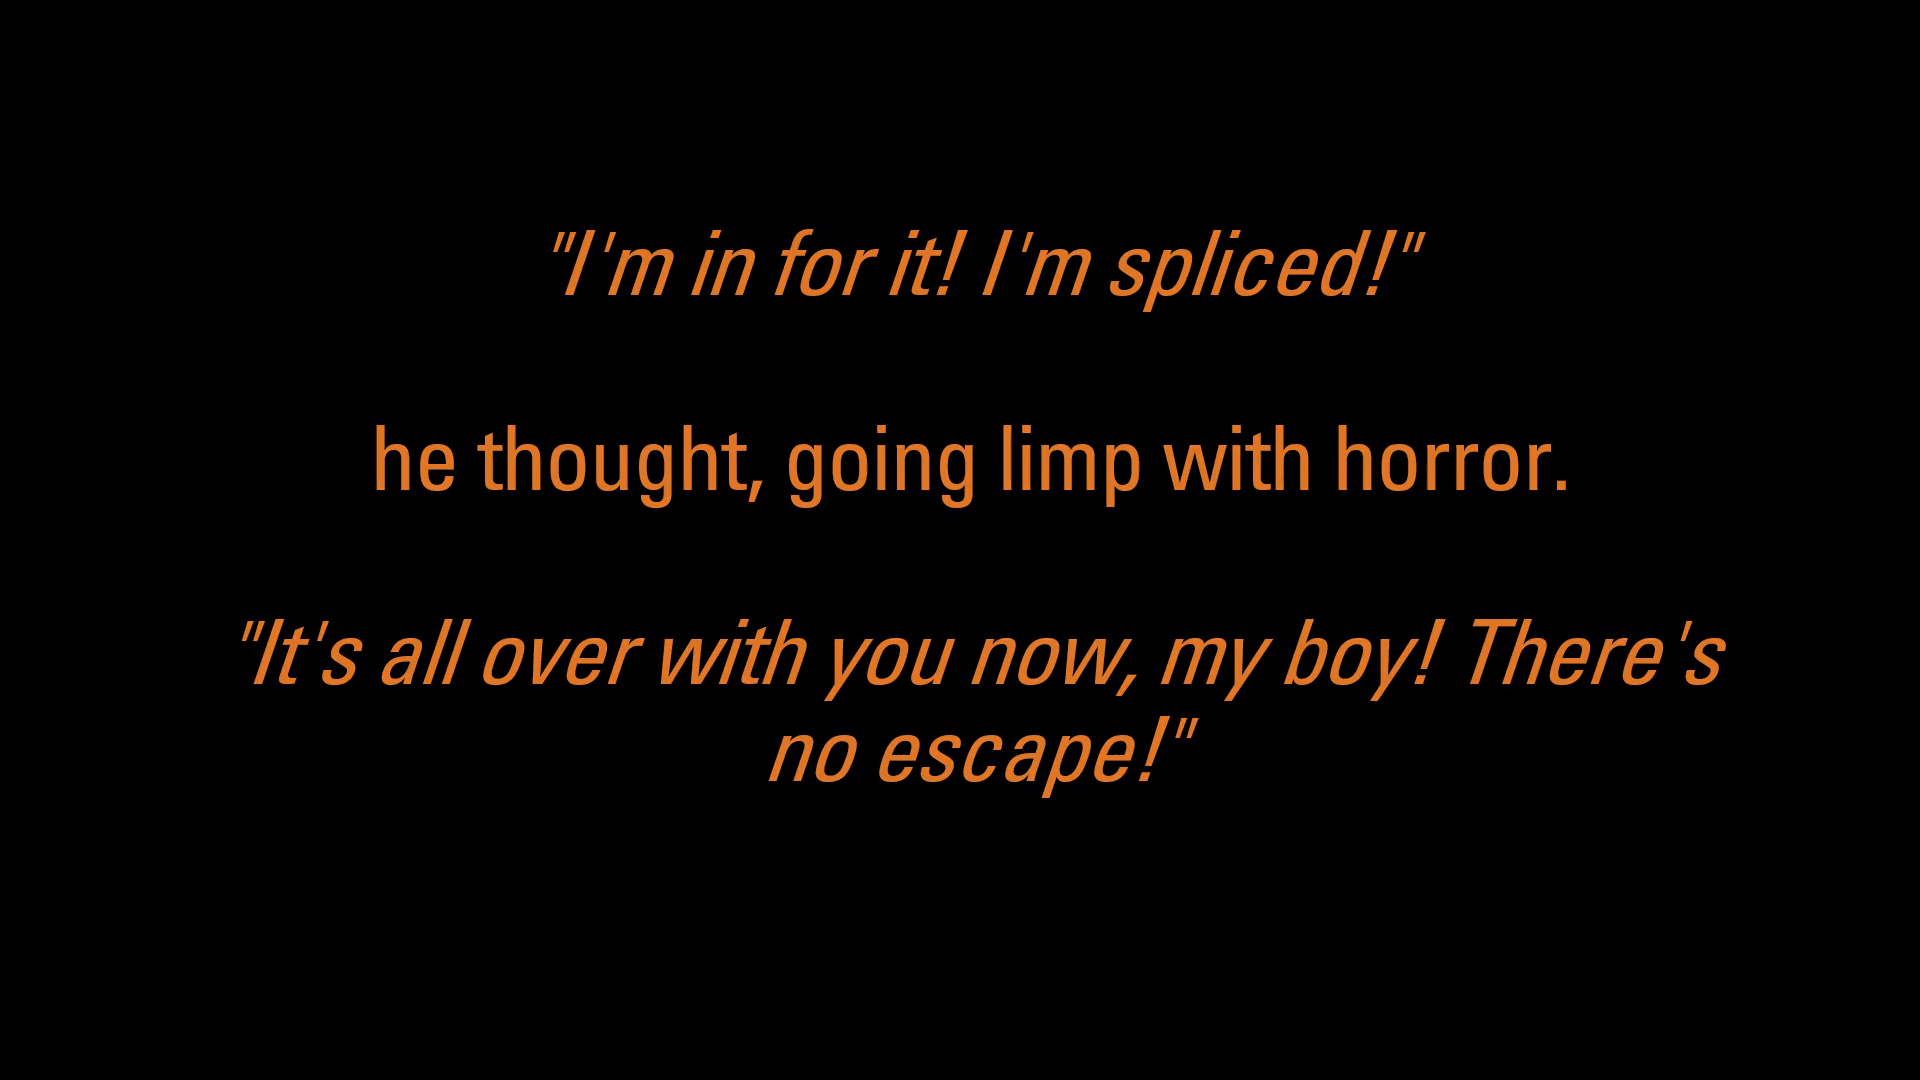 "I'm in for it! I'm spliced!"
he thought, going limp with horror.
"It's all over with you now, my boy! There's
no escape!"